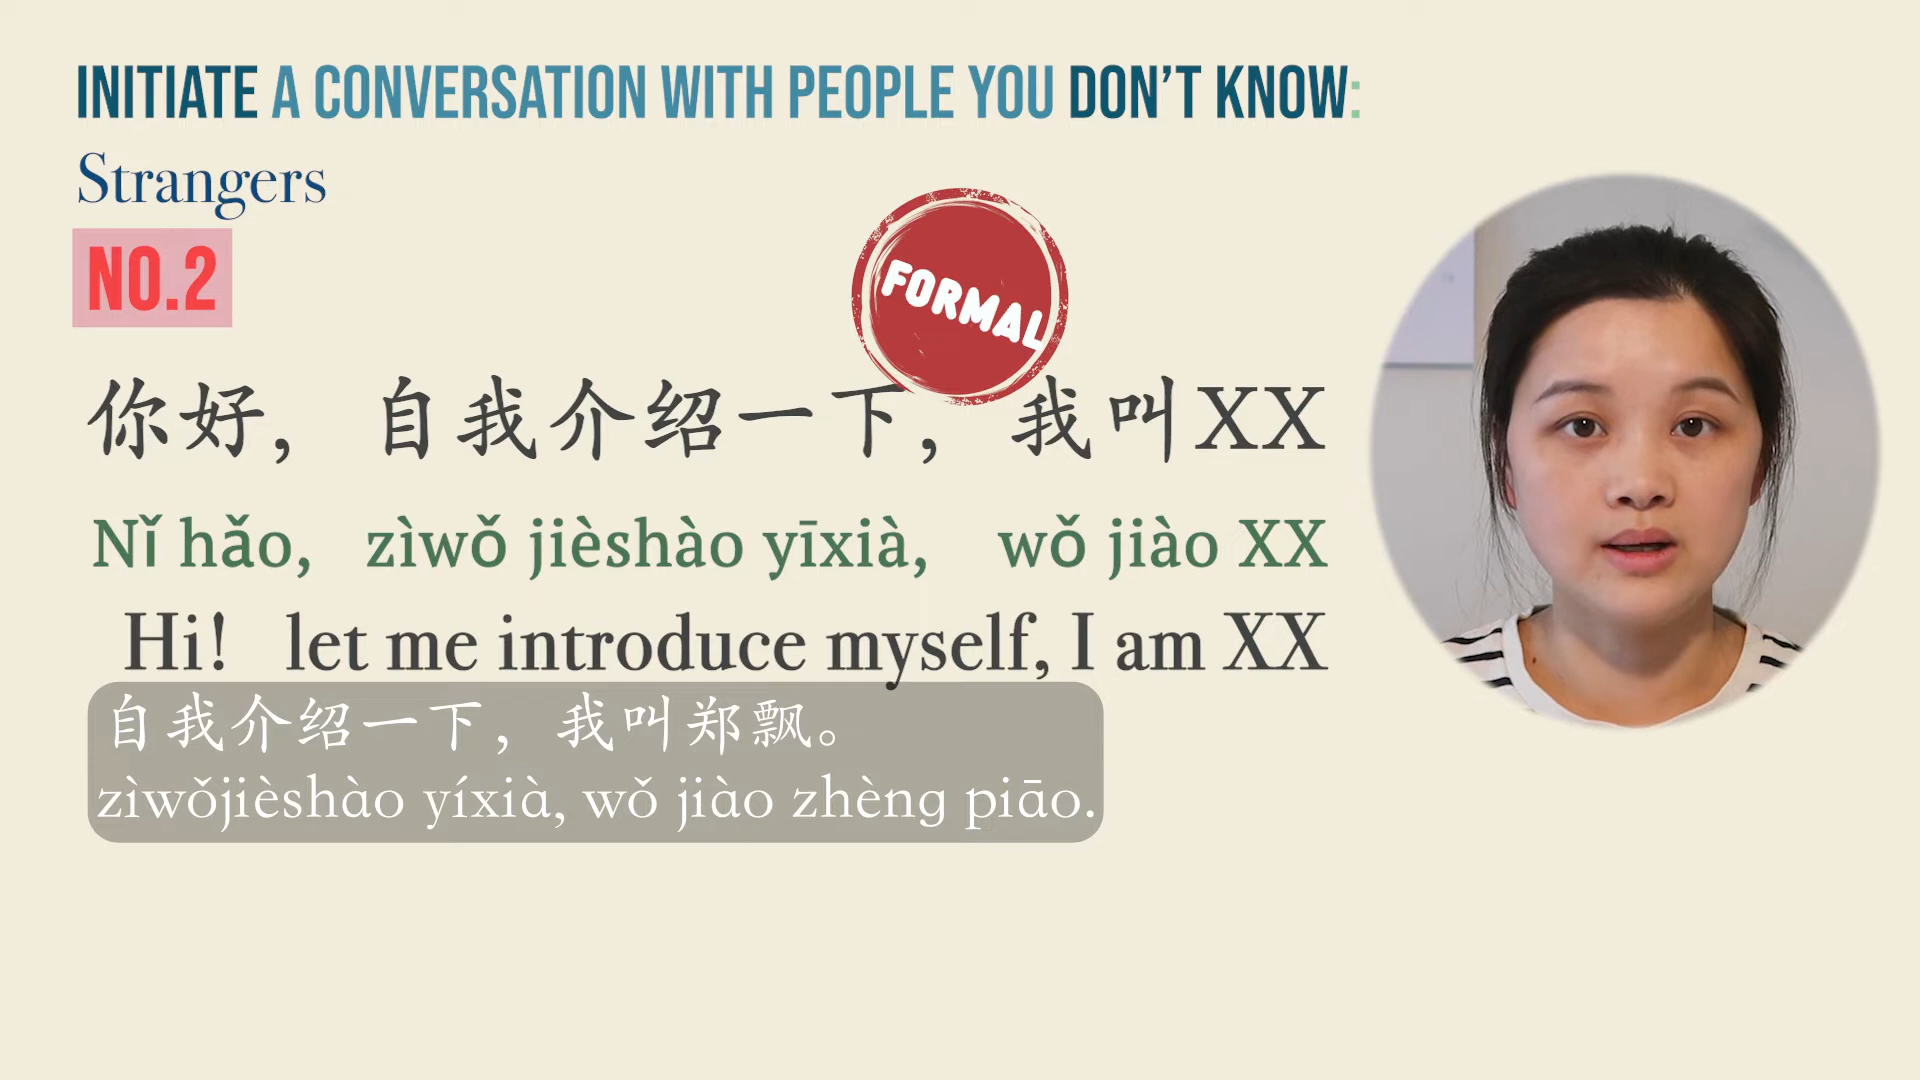 INITIATE A CONVERSATION WITH PEOPLE YOU DON'T KNOW:
Strangers
NO.2
FORMAL
你好，自我介绍一下，我叫XX
Nǐ hǎo, zìwǒ jièshào yīxià, wǒ jiào XX
Hi! let me introduce myself, I am XX
自我介绍一下，我叫郑飘。
zìwǒjièshào yíxià, wǒ jiào zhèng piāo.